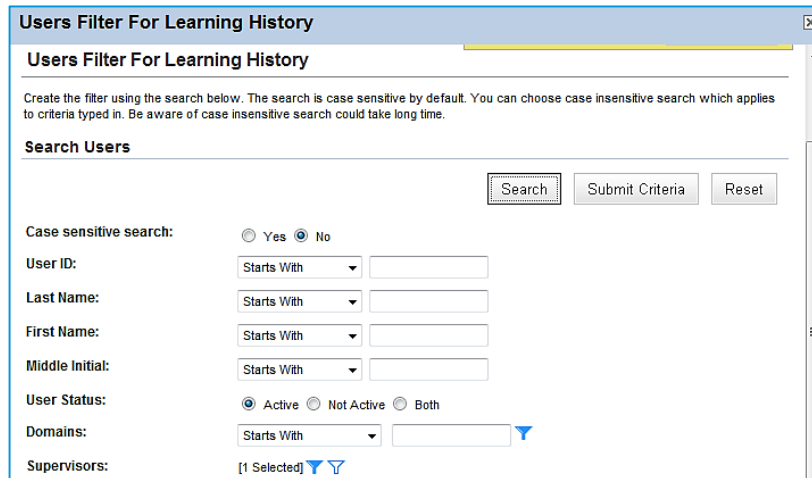 Users Filter For Learning History
Users Filter For Learning History
Create the filter using the search below. The search is case sensitive by default. You can choose case insensitive search which applies
to criteria typed in. Be aware of case insensitive search could take long time.
Search Users
Search Submit Criteria Reset
Case sensitive search: Yes No
User ID: Starts With
Last Name: Starts With
First Name: Starts With
Middle Initial: Starts With
User Status: Active Not Active Both
Domains: Starts With
Supervisors: [1 Selected]